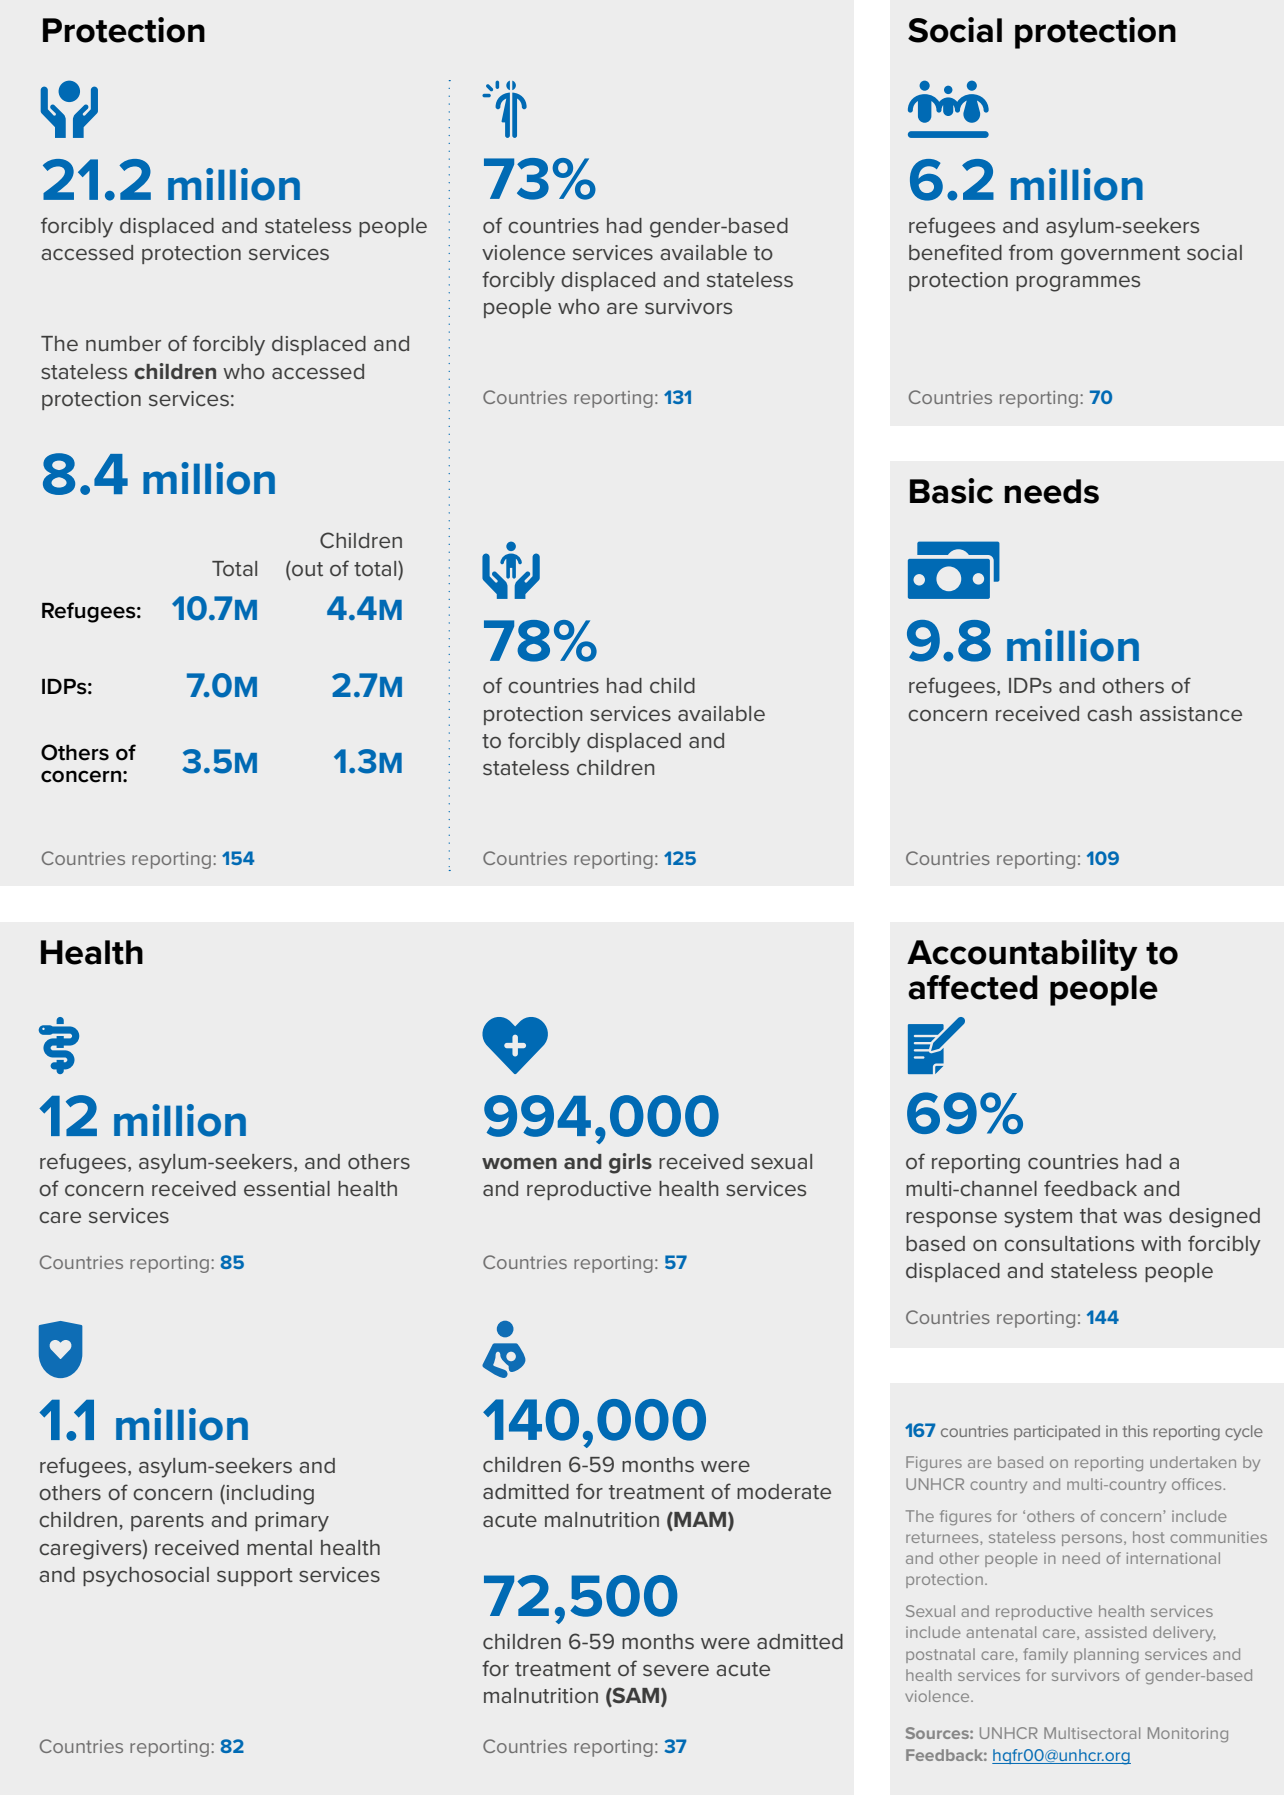 Protection
21.2 million
forcibly displaced and stateless people
accessed protection services
The number of forcibly displaced and
stateless children who accessed
protection services:
8.4 million
Children
Total (out of total)
Refugees: 10.7M 4.4M
IDPs: 7.0M 2.7M
Others of
concern: 3.5M 1.3M
Countries reporting: 154
73%
of countries had gender-based
violence services available to
forcibly displaced and stateless
people who are survivors
Countries reporting: 131
78%
of countries had child
protection services available
to forcibly displaced and
stateless children
Countries reporting: 125
Social protection
6.2 million
refugees and asylum-seekers
benefited from government social
protection programmes
Countries reporting: 70
Basic needs
9.8 million
refugees, IDPs and others of
concern received cash assistance
Countries reporting: 109
Health
12 million
refugees, asylum-seekers, and others
of concern received essential health
care services
Countries reporting: 85
994,000
women and girls received sexual
and reproductive health services
Countries reporting: 57
1.1 million
refugees, asylum-seekers and
others of concern (including
children, parents and primary
caregivers) received mental health
and psychosocial support services
Countries reporting: 82
140,000
children 6-59 months were
admitted for treatment of moderate
acute malnutrition (MAM)
72,500
children 6-59 months were admitted
for treatment of severe acute
malnutrition (SAM)
Countries reporting: 37
Accountability to
affected people
69%
of reporting countries had a
multi-channel feedback and
response system that was designed
based on consultations with forcibly
displaced and stateless people
Countries reporting: 144
167 countries participated in this reporting cycle
Figures are based on reporting undertaken by
UNHCR country and multi-country offices.
The figures for ‘others of concern’ include
returnees, stateless persons, host communities
and other people in need of international
protection.
Sexual and reproductive health services
include antenatal care, assisted delivery,
postnatal care, family planning services and
health services for survivors of gender-based
violence.
Sources: UNHCR Multisectoral Monitoring
Feedback: hqfr00@unhcr.org